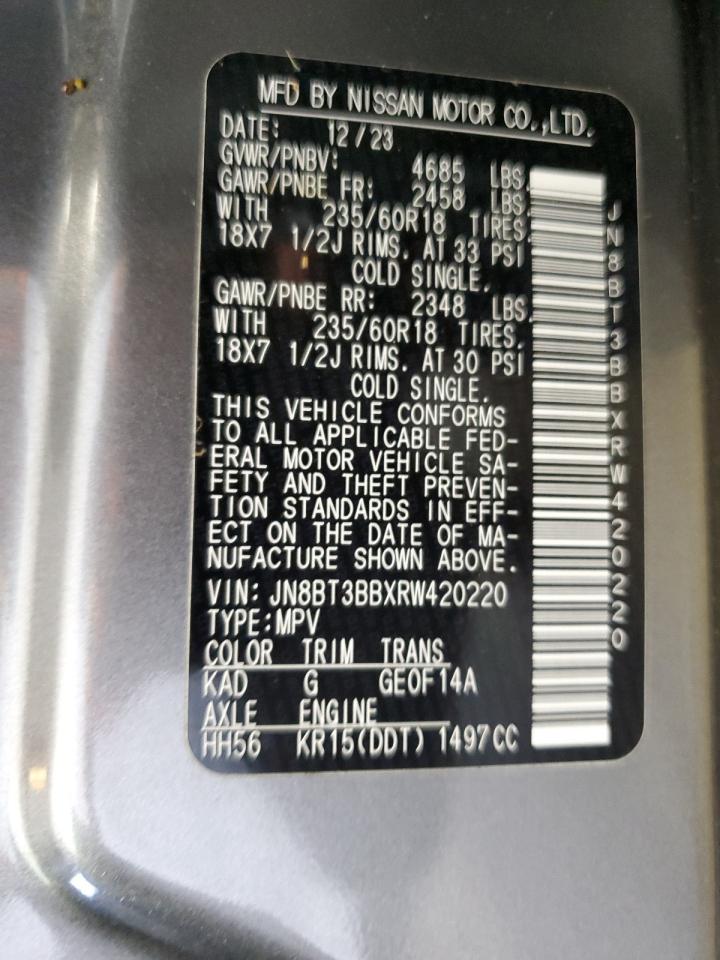 MFD BY NISSAN MOTOR CO.,LTD.
DATE: 12/23
GVWR/PNBV: 4685 LBS.
GAWR/PNBE FR: 2458 LBS.
WITH 235/60R18 TIRES.
18X7 1/2J RIMS. AT 33 PSI
COLD SINGLE.
GAWR/PNBE RR: 2348 LBS.
WITH 235/60R18 TIRES.
18X7 1/2J RIMS. AT 30 PSI
COLD SINGLE.
THIS VEHICLE CONFORMS
TO ALL APPLICABLE FED-
ERAL MOTOR VEHICLE SA-
FETY AND THEFT PREVEN-
TION STANDARDS IN EFF-
ECT ON THE DATE OF MA-
NUFACTURE SHOWN ABOVE.
VIN: JN8BT3BBXRW420220
TYPE:MPV
COLOR TRIM TRANS
KAD G GE0F14A
AXLE ENGINE
HH56 KR15(DDT) 1497CC
JN8BT3BBXRW420220